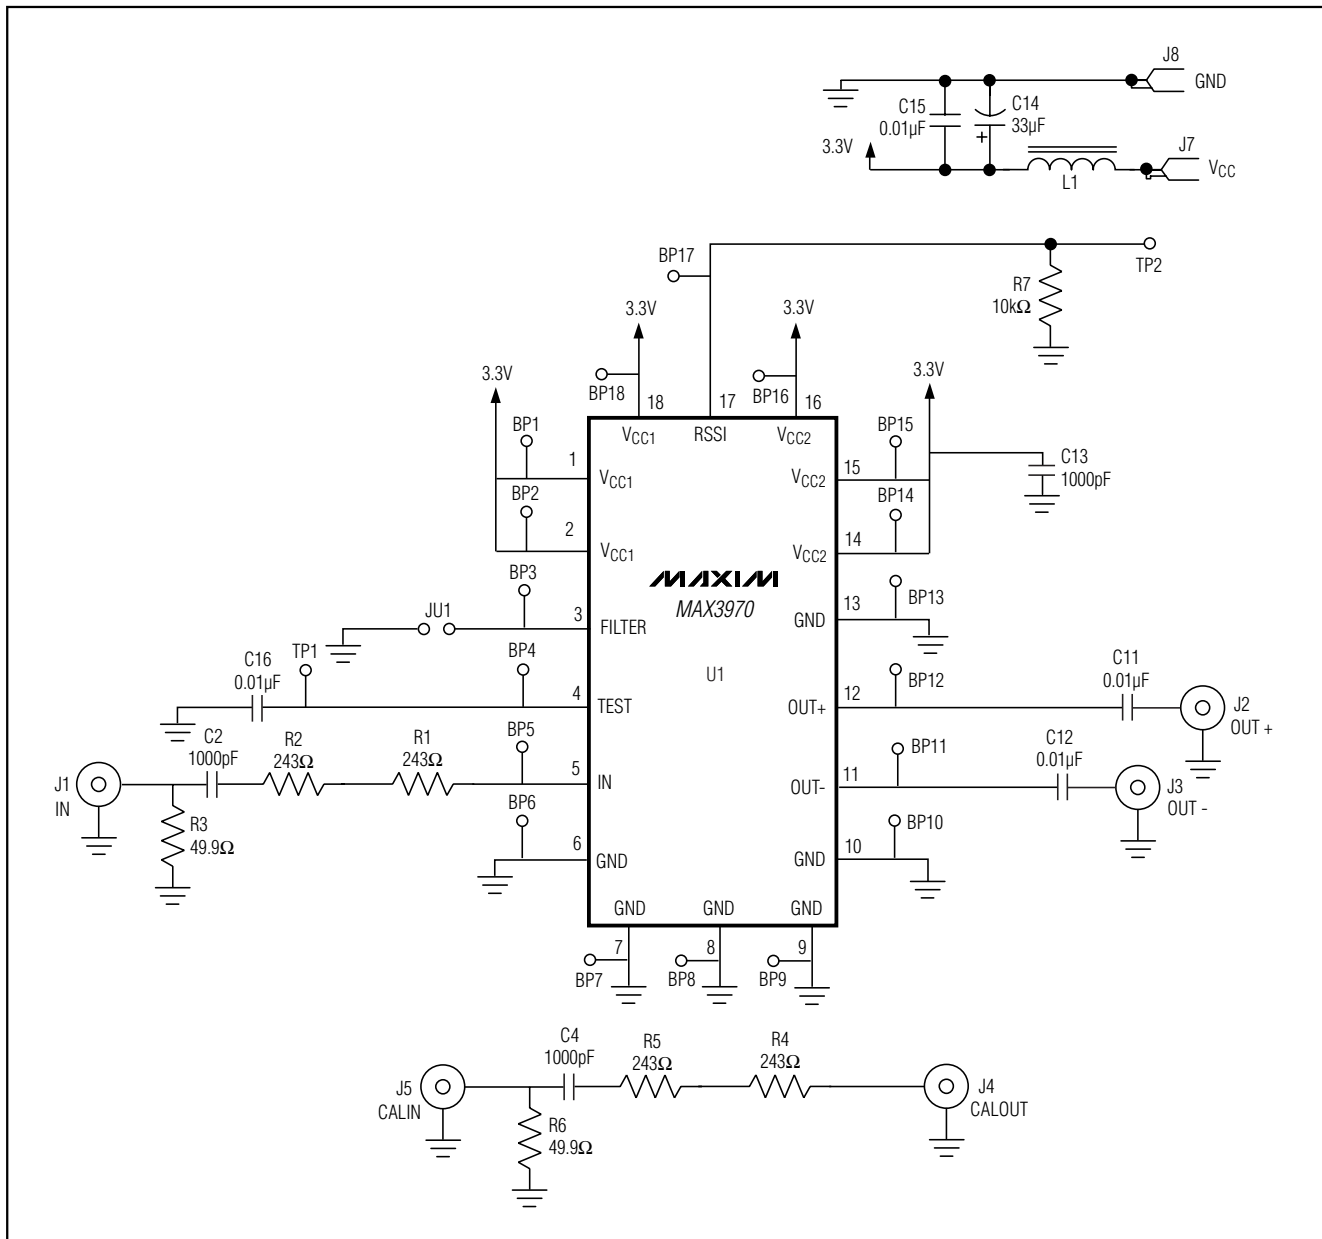 J8
GND
C15
0.01µF
C14
33µF
+
3.3V
J7
VCC
L1
BP17
TP2
R7
10kΩ
3.3V
3.3V
BP18
18
17
BP16
16
3.3V
3.3V
BP1
VCC1
RSSI
VCC2
BP15
1
VCC1
VCC2
15
C13
1000pF
BP2
BP14
2
VCC1
VCC2
14
BP3
MAXIM
MAX3970
BP13
JU1
3
FILTER
GND
13
C16
0.01µF
TP1
BP4
U1
BP12
C11
0.01µF
4
TEST
OUT+
12
J2
OUT +
C2
1000pF
R2
243Ω
R1
243Ω
BP5
BP11
C12
0.01µF
J1
IN
5
IN
OUT-
11
J3
OUT -
R3
49.9Ω
BP6
BP10
6
GND
GND
10
GND
GND
GND
7
8
9
BP7
BP8
BP9
C4
1000pF
R5
243Ω
R4
243Ω
J5
CALIN
J4
CALOUT
R6
49.9Ω